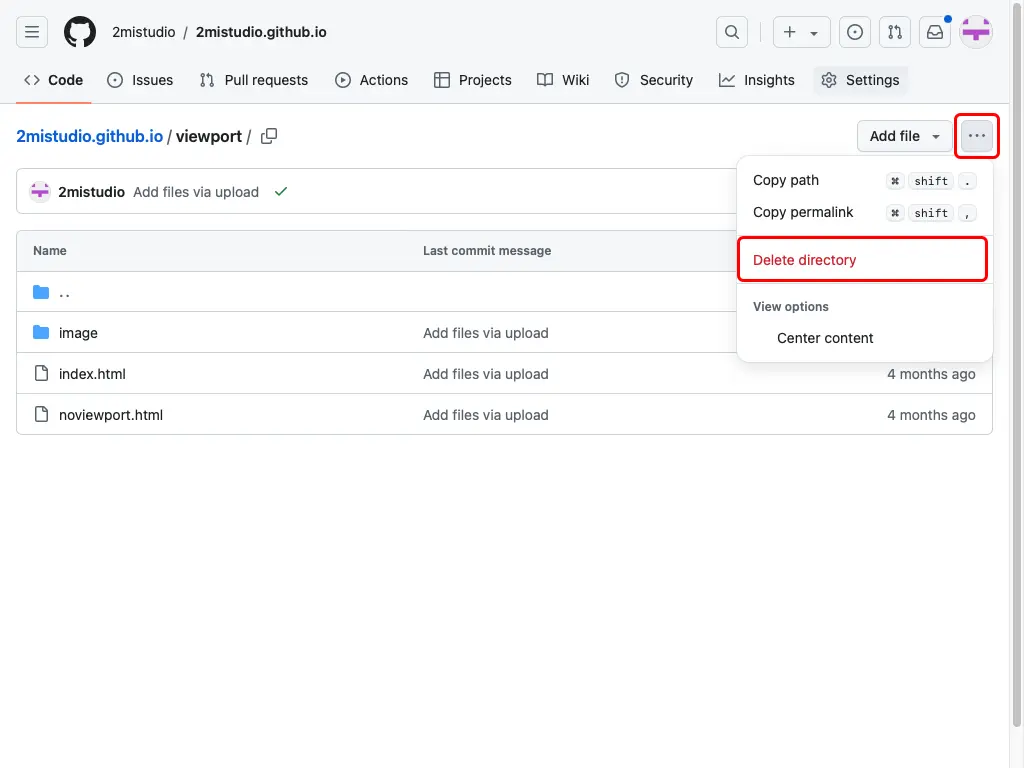 2mistudio / 2mistudio.github.io
Code Issues Pull requests Actions Projects Wiki Security Insights Settings
2mistudio.github.io / viewport /
Add file
2mistudio Add files via upload
Copy path ⌘ shift .
Copy permalink ⌘ shift ,
Delete directory
View options
Center content
Name Last commit message
..
image Add files via upload
index.html Add files via upload 4 months ago
noviewport.html Add files via upload 4 months ago